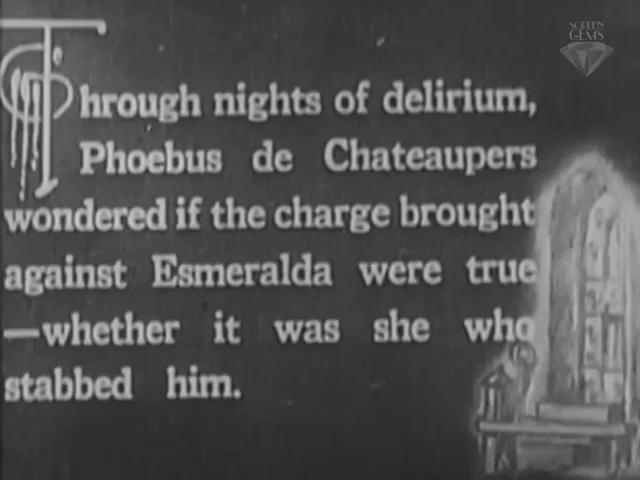 SCREEN
GEMS
Through nights of delirium,
Phoebus de Chateaupers
wondered if the charge brought
against Esmeralda were true
—whether it was she who
stabbed him.